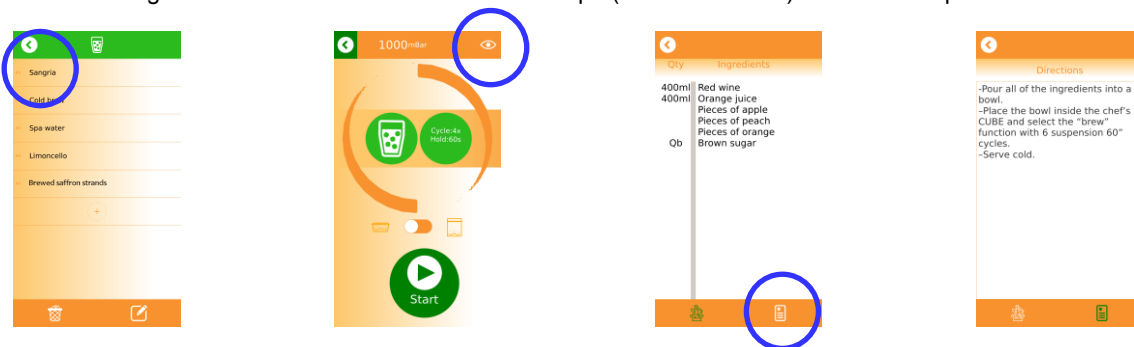 Sangria
Cold brew
Spa water
Limoncello
Brewed saffron strands
+
1000mBar
Cycle:4x
Hold:60s
Start
Qty Ingredients
400ml Red wine
400ml Orange juice
Pieces of apple
Pieces of peach
Pieces of orange
Qb Brown sugar
Directions
-Pour all of the ingredients into a
bowl.
-Place the bowl inside the chef's
CUBE and select the "brew"
function with 6 suspension 60"
cycles.
-Serve cold.